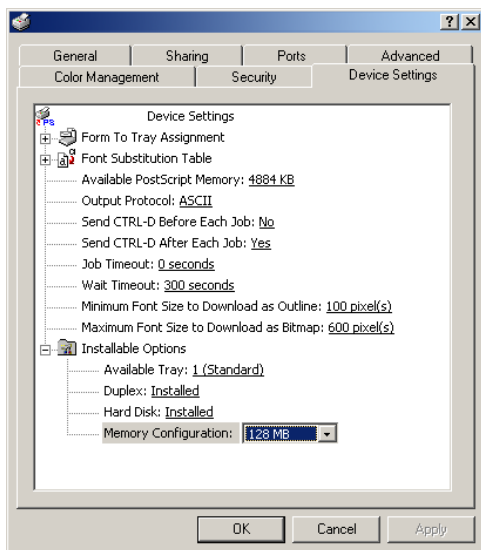 General Sharing Ports Advanced
Color Management Security Device Settings
PS Device Settings
Form To Tray Assignment
Font Substitution Table
Available PostScript Memory: 4884 KB
Output Protocol: ASCII
Send CTRL-D Before Each Job: No
Send CTRL-D After Each Job: Yes
Job Timeout: 0 seconds
Wait Timeout: 300 seconds
Minimum Font Size to Download as Outline: 100 pixel(s)
Maximum Font Size to Download as Bitmap: 600 pixel(s)
Installable Options
Available Tray: 1 (Standard)
Duplex: Installed
Hard Disk: Installed
Memory Configuration: 128 MB
OK Cancel Apply